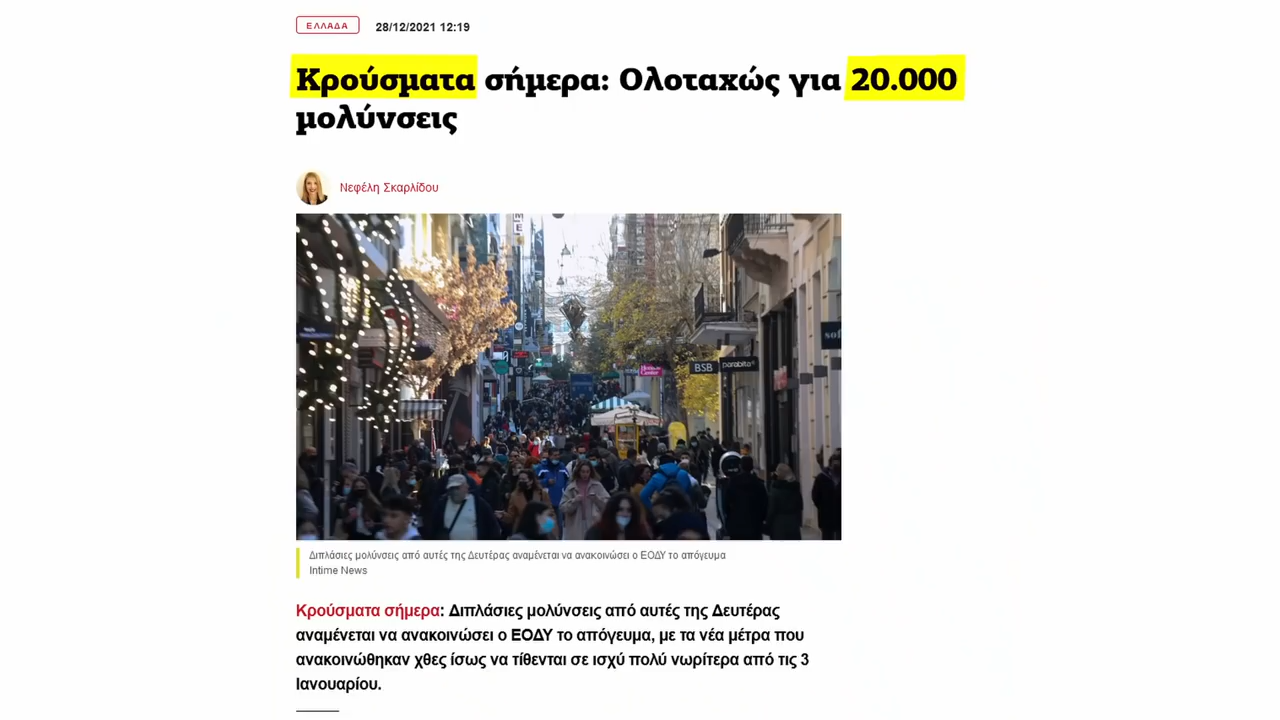 ΕΛΛΑΔΑ 28/12/2021 12:19
Κρούσματα σήμερα: Ολοταχώς για 20.000
μολύνσεις
Νεφέλη Σκαρλίδου
BSB
parabita
sof
Διπλάσιες μολύνσεις από αυτές της Δευτέρας αναμένεται να ανακοινώσει ο ΕΟΔΥ το απόγευμα
Intime News
Κρούσματα σήμερα: Διπλάσιες μολύνσεις από αυτές της Δευτέρας
αναμένεται να ανακοινώσει ο ΕΟΔΥ το απόγευμα, με τα νέα μέτρα που
ανακοινώθηκαν χθες ίσως να τίθενται σε ισχύ πολύ νωρίτερα από τις 3
Ιανουαρίου.